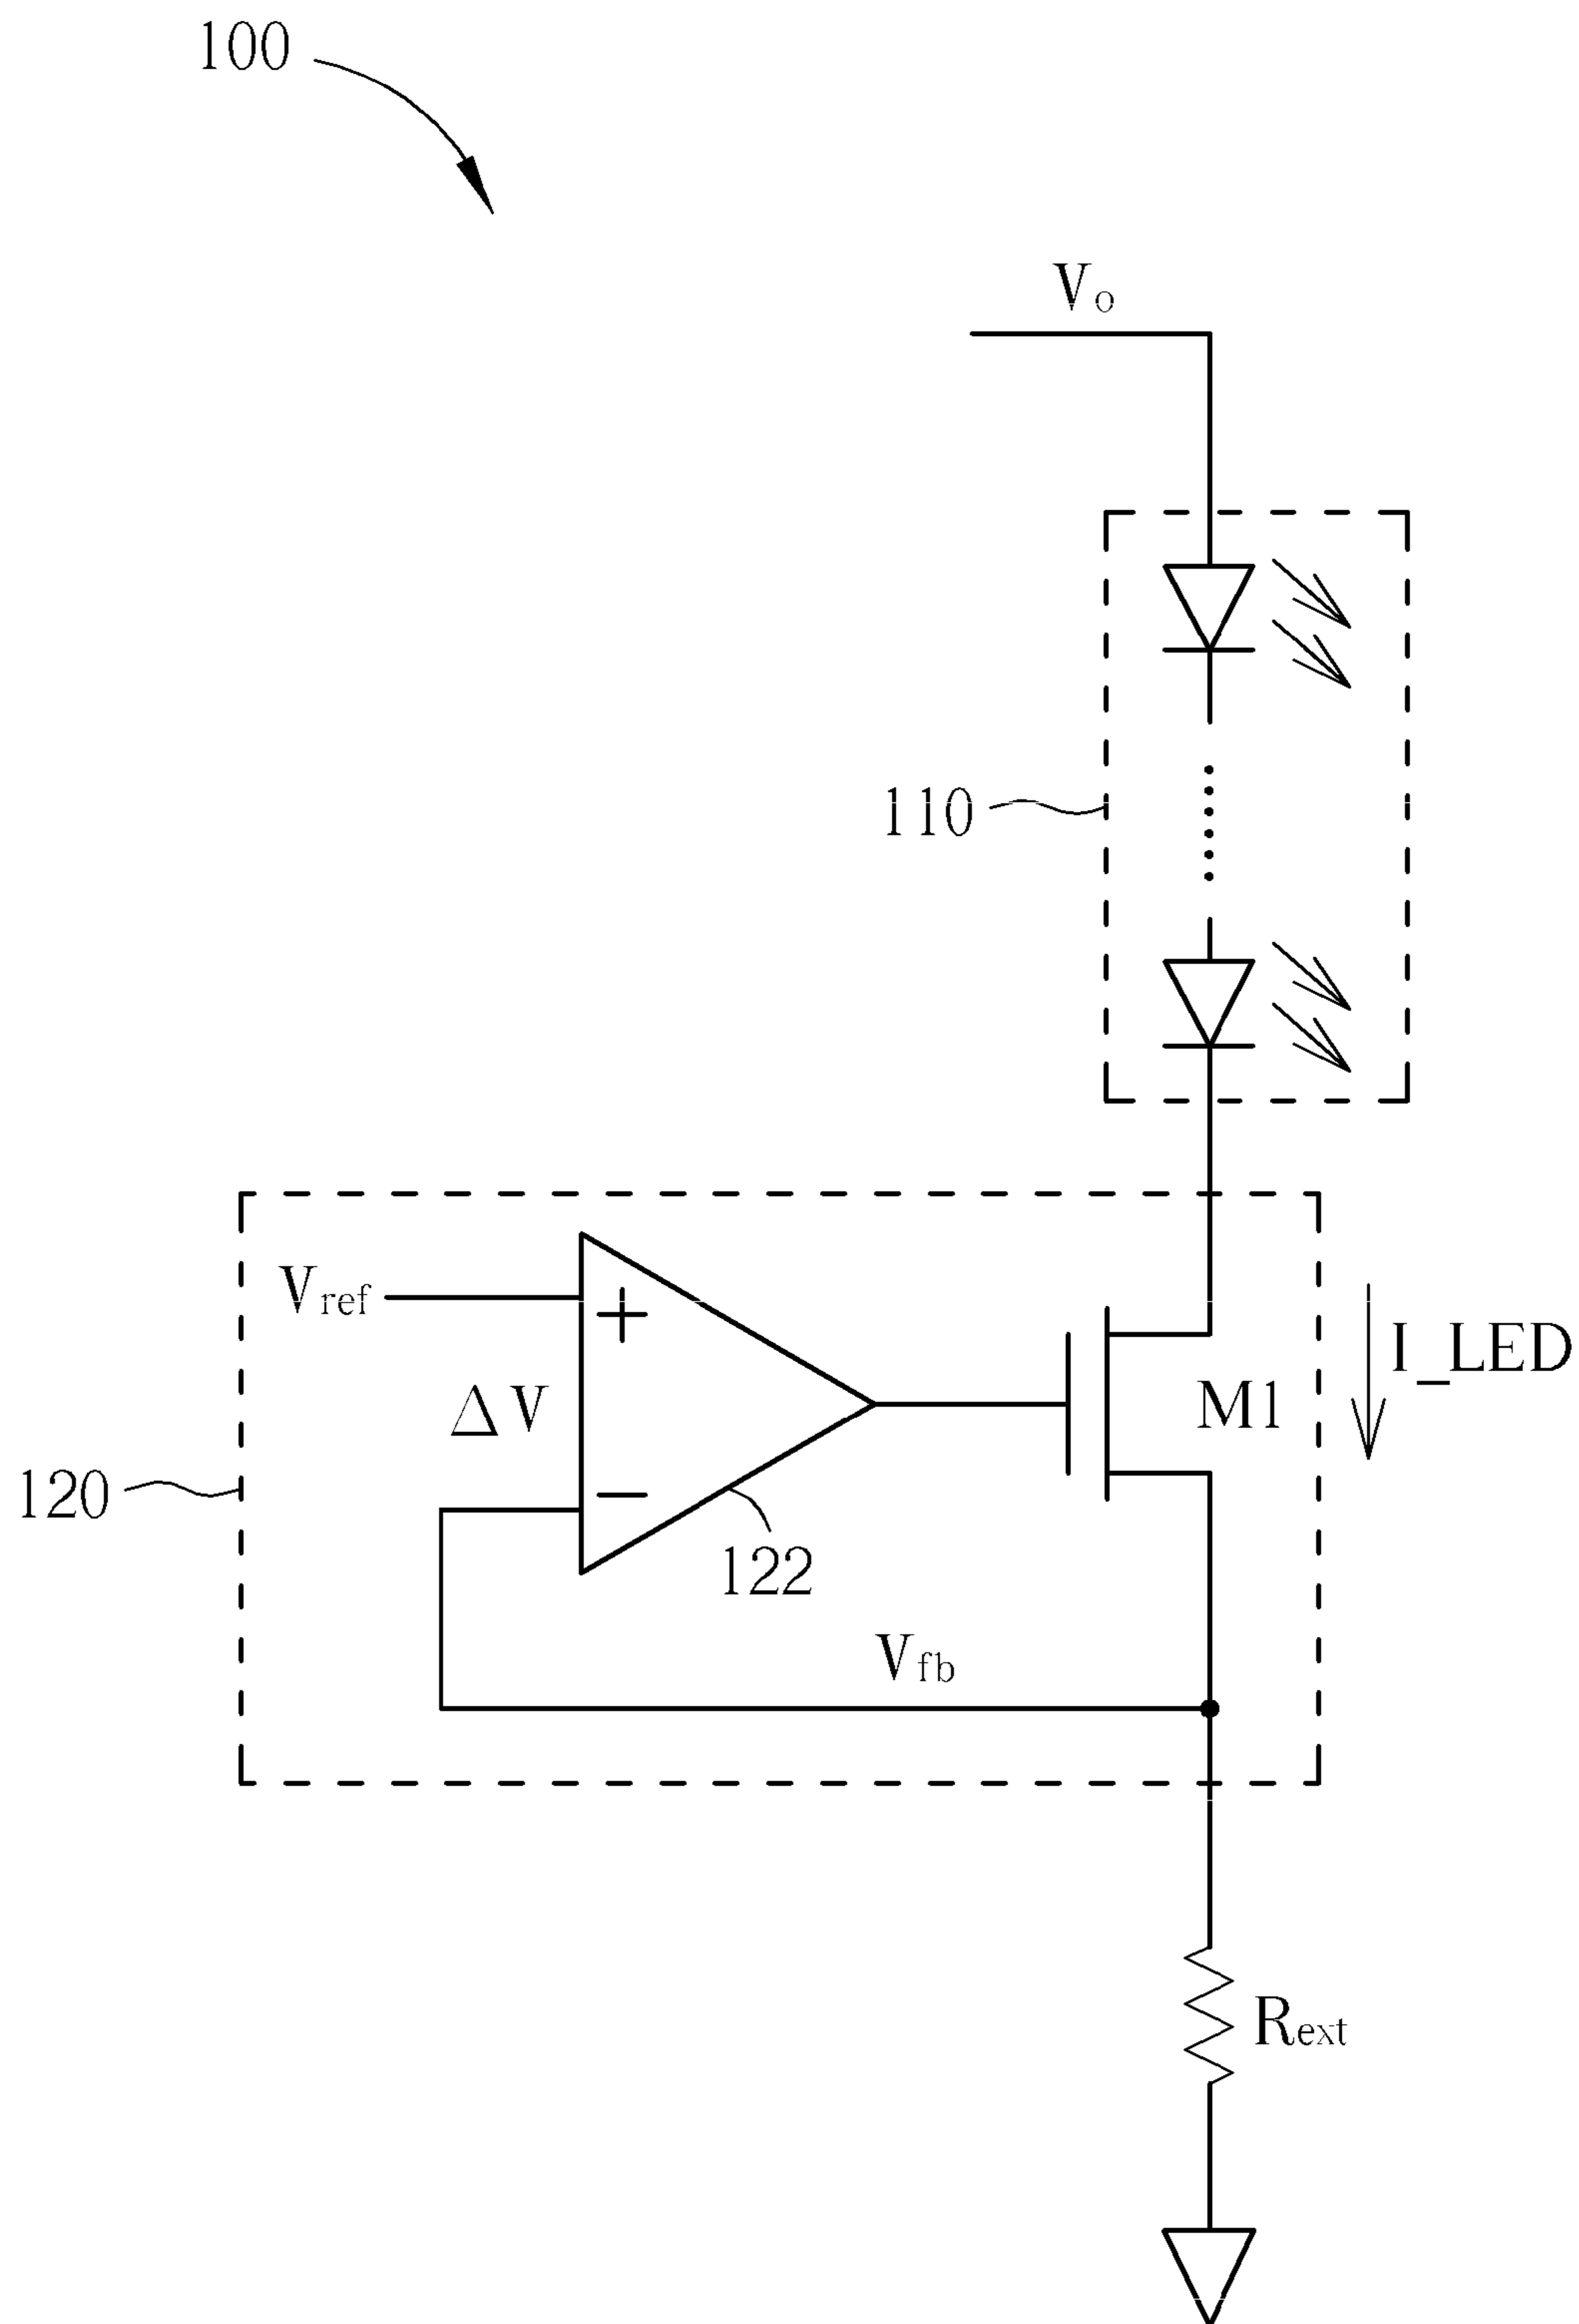 100
Vo
110
Vref
+
ΔV
M1
I_LED
120
−
122
Vfb
Rext